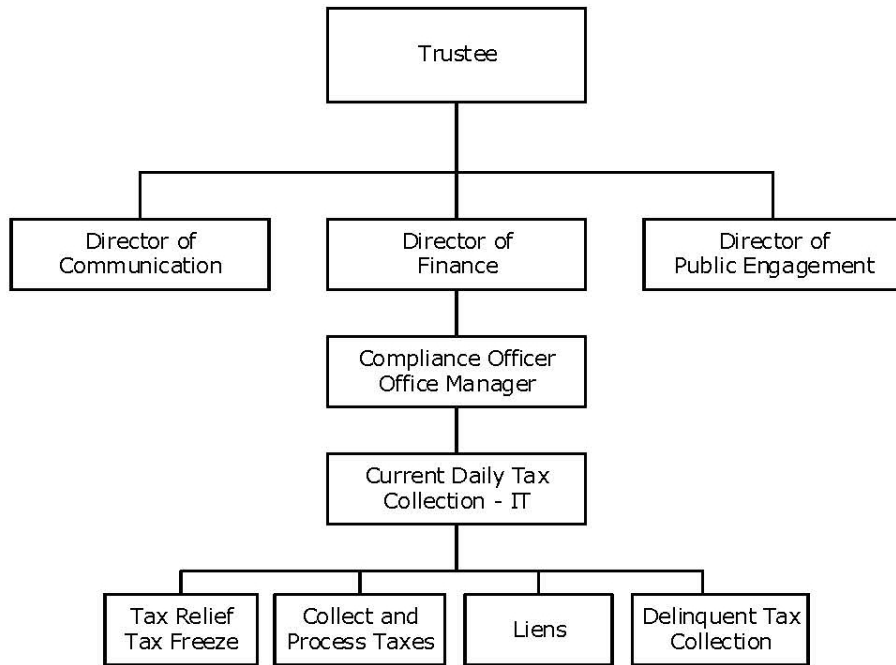 Trustee
Director of
Communication
Director of
Finance
Director of
Public Engagement
Compliance Officer
Office Manager
Current Daily Tax
Collection - IT
Tax Relief
Tax Freeze
Collect and
Process Taxes
Liens
Delinquent Tax
Collection